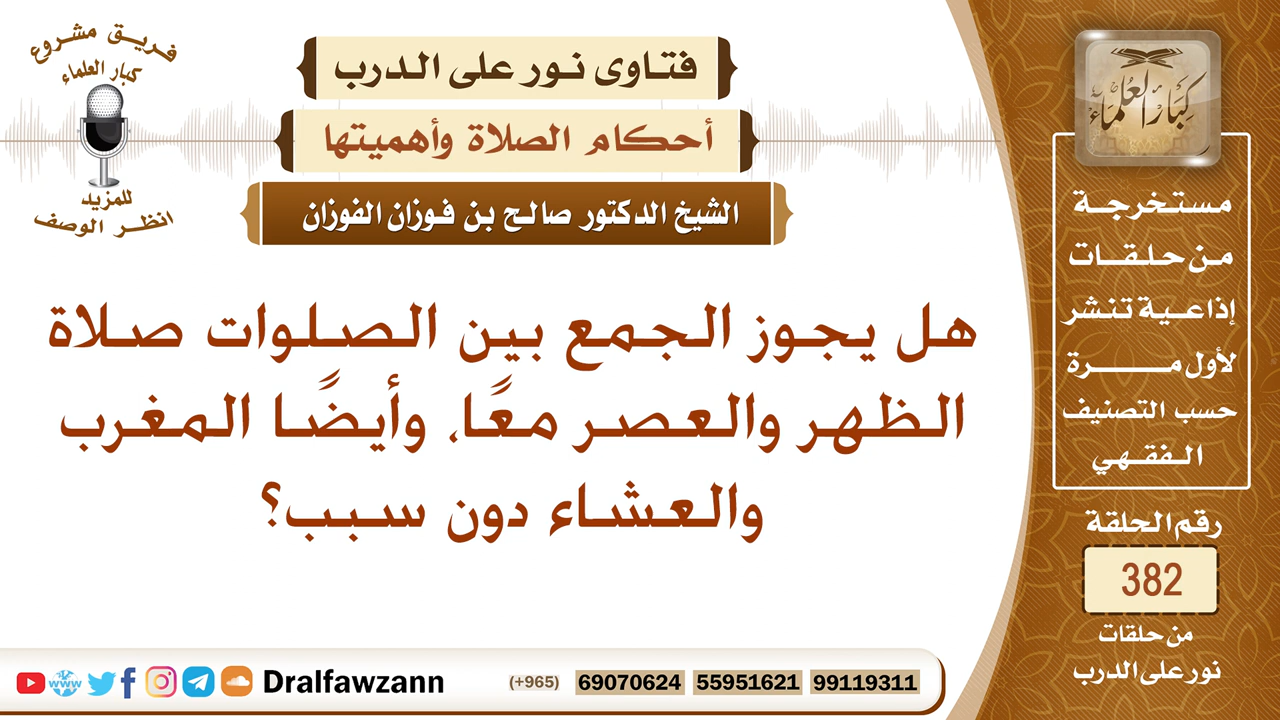 فريق مشروع
كبار العلماء
للمزيد
انظر الوصف
فتاوى نور على الدرب
أحكام الصلاة وأهميتها
الشيخ الدكتور صالح بن فوزان الفوزان
هل يجوز الجمع بين الصلوات صلاة
الظهر والعصر معًا، وأيضًا المغرب
والعشاء دون سبب؟
كبار العلماء
مستخرجة
من حلقات
إذاعية تنشر
لأول مرة
حسب التصنيف
الفقهي
رقم الحلقة
382
من حلقات
نور على الدرب
www
Dralfawzann (+965) 69070624 55951621 99119311